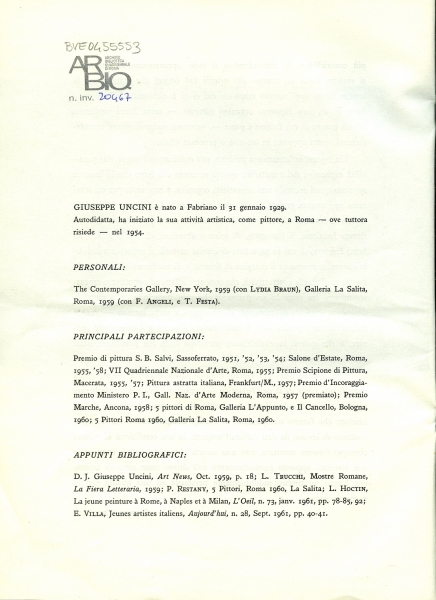 BVE0455553
ARBIQ
ARCHIVIO
n. inv. 20467
GIUSEPPE UNCINI è nato a Fabriano il 31 gennaio 1929.
Autodidatta, ha iniziato la sua attività artistica, come pittore, a Roma — ove tuttora
risiede — nel 1954.
PERSONALI:
The Contemporaries Gallery, New York, 1959 (con LYDIA BRAUN), Galleria La Salita,
Roma, 1959 (con F. ANGELI, e T. FESTA).
PRINCIPALI PARTECIPAZIONI:
Premio di pittura S. B. Salvi, Sassoferrato, 1951, '52, '53, '54; Salone d'Estate, Roma,
1955, '58; VII Quadriennale Nazionale d'Arte, Roma, 1955; Premio Scipione di Pittura,
Macerata, 1955, '57; Pittura astratta italiana, Frankfurt/M., 1957; Premio d'Incoraggia-
mento Ministero P. I., Gall. Naz. d'Arte Moderna, Roma, 1957 (premiato); Premio
Marche, Ancona, 1958; 5 pittori di Roma, Galleria L'Appunto, e Il Cancello, Bologna,
1960; 5 Pittori Roma 1960, Galleria La Salita, Roma, 1960.
APPUNTI BIBLIOGRAFICI:
D. J. Giuseppe Uncini, Art News, Oct. 1959, p. 18; L. TRUCCHI, Mostre Romane,
La Fiera Letteraria, 1959; P. RESTANY, 5 Pittori, Roma 1960, La Salita; L. HOCTIN,
La jeune peinture à Rome, à Naples et à Milan, L'Oeil, n. 73, janv. 1961, pp. 78-85, 92;
E. VILLA, Jeunes artistes italiens, Aujourd'hui, n. 28, Sept. 1961, pp. 40-41.